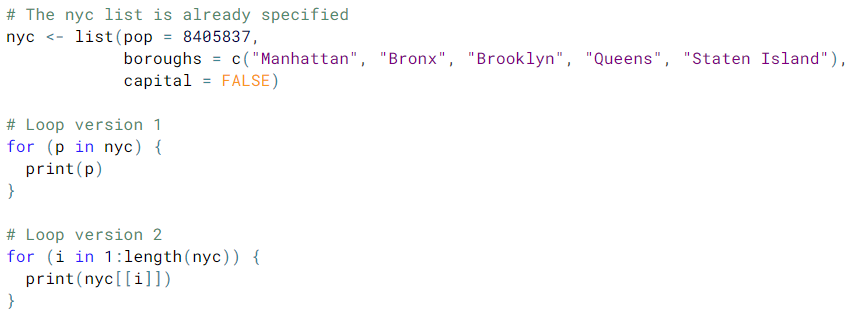 # The nyc list is already specified
nyc <- list(pop = 8405837,
            boroughs = c("Manhattan", "Bronx", "Brooklyn", "Queens", "Staten Island"),
            capital = FALSE)

# Loop version 1
for (p in nyc) {
  print(p)
}

# Loop version 2
for (i in 1:length(nyc)) {
  print(nyc[[i]])
}